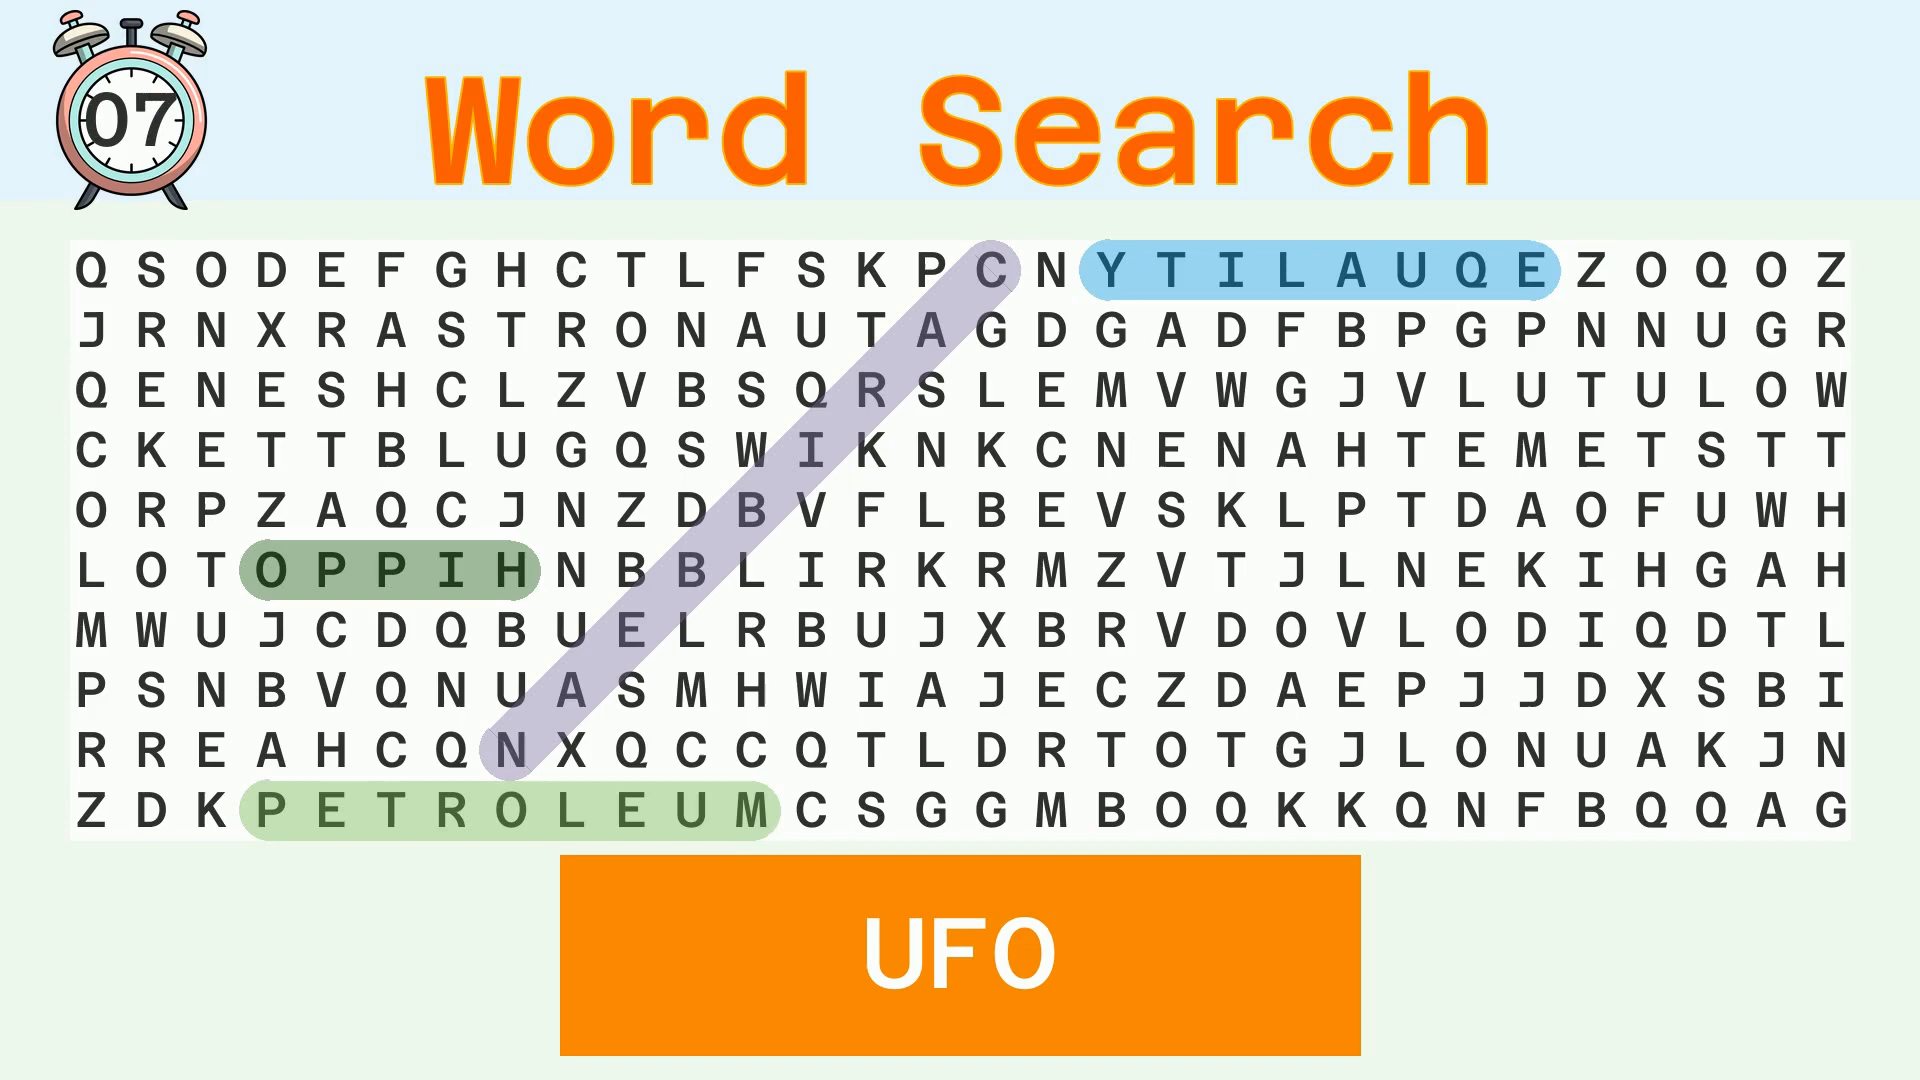 07
Word Search
Q S O D E F G H C T L F S K P C N Y T I L A U Q E Z O Q O Z
J R N X R A S T R O N A U T A G D G A D F B P G P N N U G R
Q E N E S H C L Z V B S Q R S L E M V W G J V L U T U L O W
C K E T T B L U G Q S W I K N K C N E N A H T E M E T S T T
O R P Z A Q C J N Z D B V F L B E V S K L P T D A O F U W H
L O T O P P I H N B B L I R K R M Z V T J L N E K I H G A H
M W U J C D Q B U E L R B U J X B R V D O V L O D I Q D T L
P S N B V Q N U A S M H W I A J E C Z D A E P J J D X S B I
R R E A H C Q N X Q C C Q T L D R T O T G J L O N U A K J N
Z D K P E T R O L E U M C S G G M B O Q K K Q N F B Q Q A G
UFO